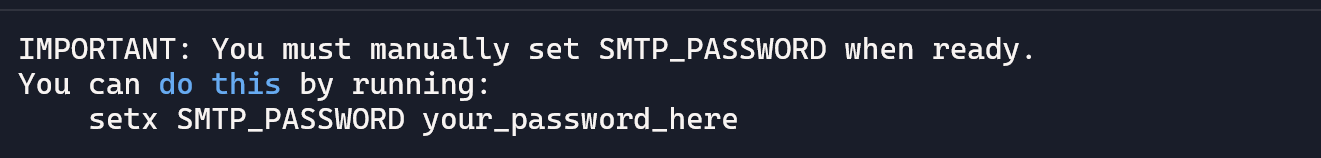 IMPORTANT: You must manually set SMTP_PASSWORD when ready.
You can do this by running:
    setx SMTP_PASSWORD your_password_here